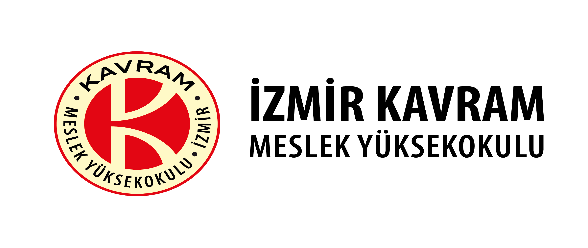 KAVRAM
• MESLEK YÜKSEKOKULU • İZMİR •
İZMİR KAVRAM
MESLEK YÜKSEKOKULU